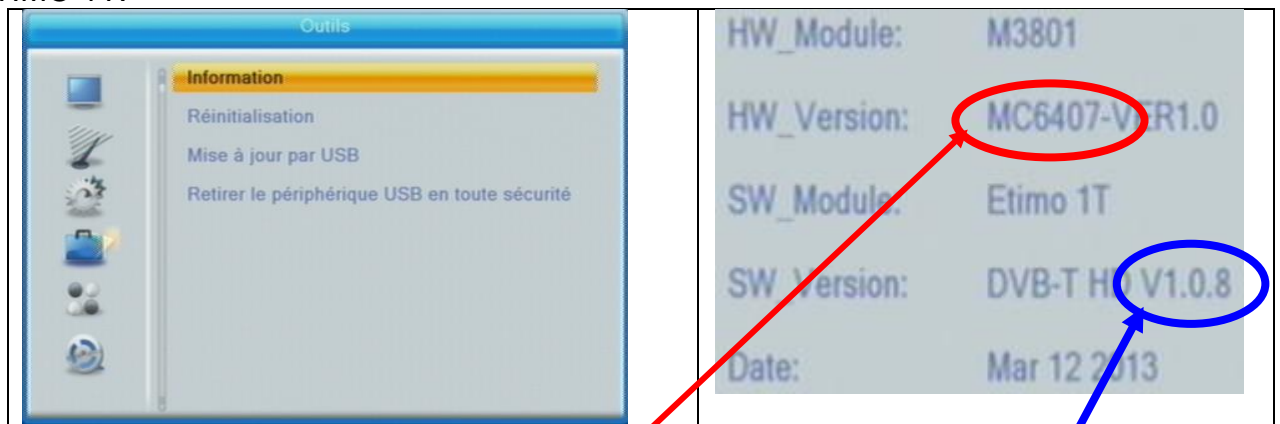 Outils
Information
Réinitialisation
Mise à jour par USB
Retirer le périphérique USB en toute sécurité
HW_Module: M3801
HW_Version: MC6407-VER1.0
SW_Module: Etimo 1T
SW_Version: DVB-T HD V1.0.8
Date: Mar 12 2013